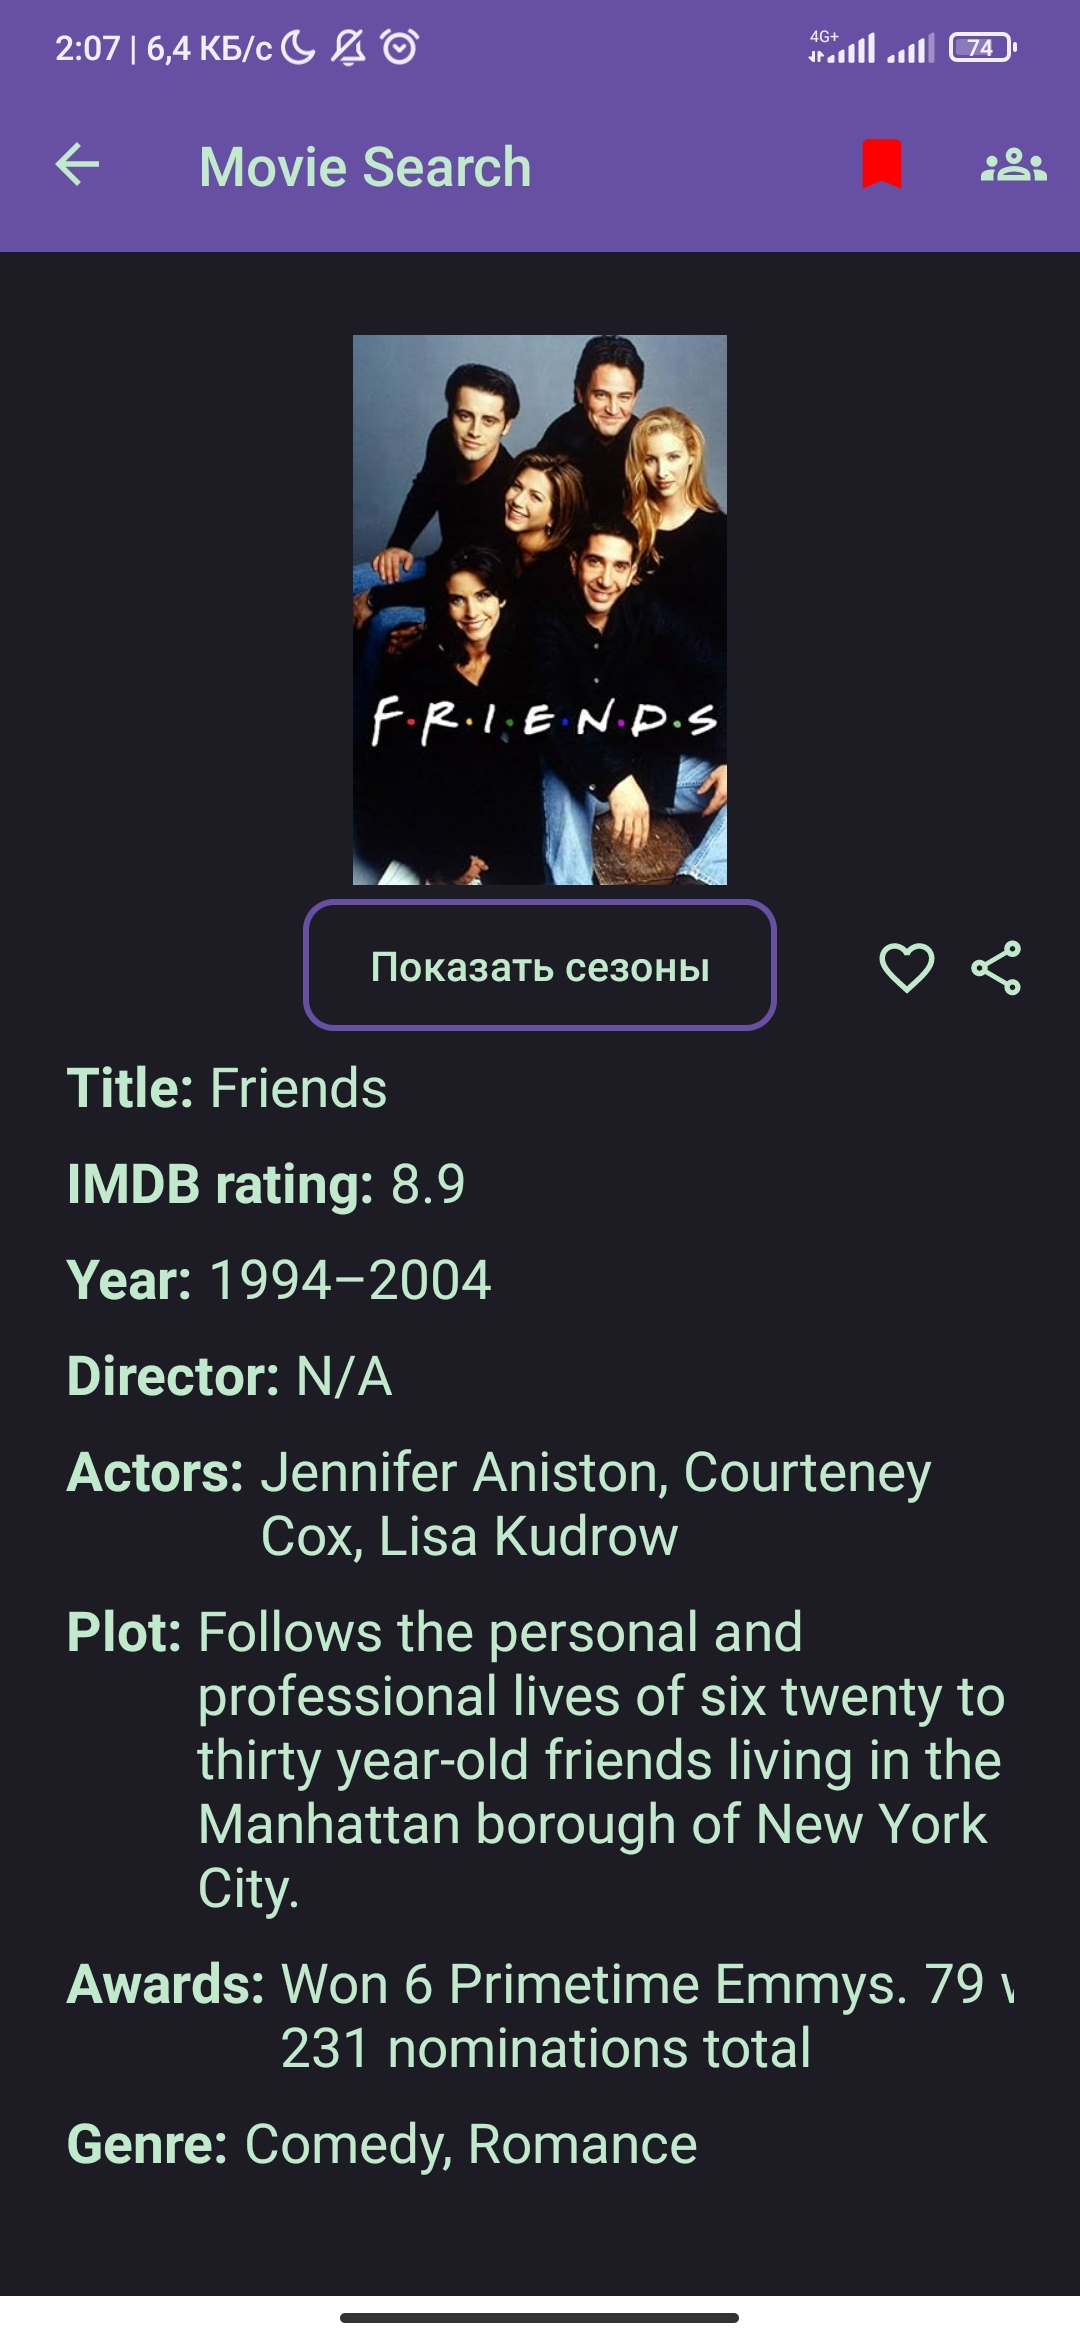 2:07 | 6,4 КБ/с
4G+
74
Movie Search
F·R·I·E·N·D·S
Показать сезоны
Title: Friends
IMDB rating: 8.9
Year: 1994–2004
Director: N/A
Actors: Jennifer Aniston, Courteney
Cox, Lisa Kudrow
Plot: Follows the personal and
professional lives of six twenty to
thirty year-old friends living in the
Manhattan borough of New York
City.
Awards: Won 6 Primetime Emmys. 79
231 nominations total
Genre: Comedy, Romance